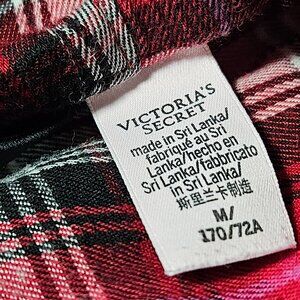 VICTORIA'S
SECRET
made in Sri Lanka/
fabriqué au Sri
Lanka/hecho en
Sri Lanka/fabbricato
in Sri Lanka/
斯里兰卡制造
M/
170/72A